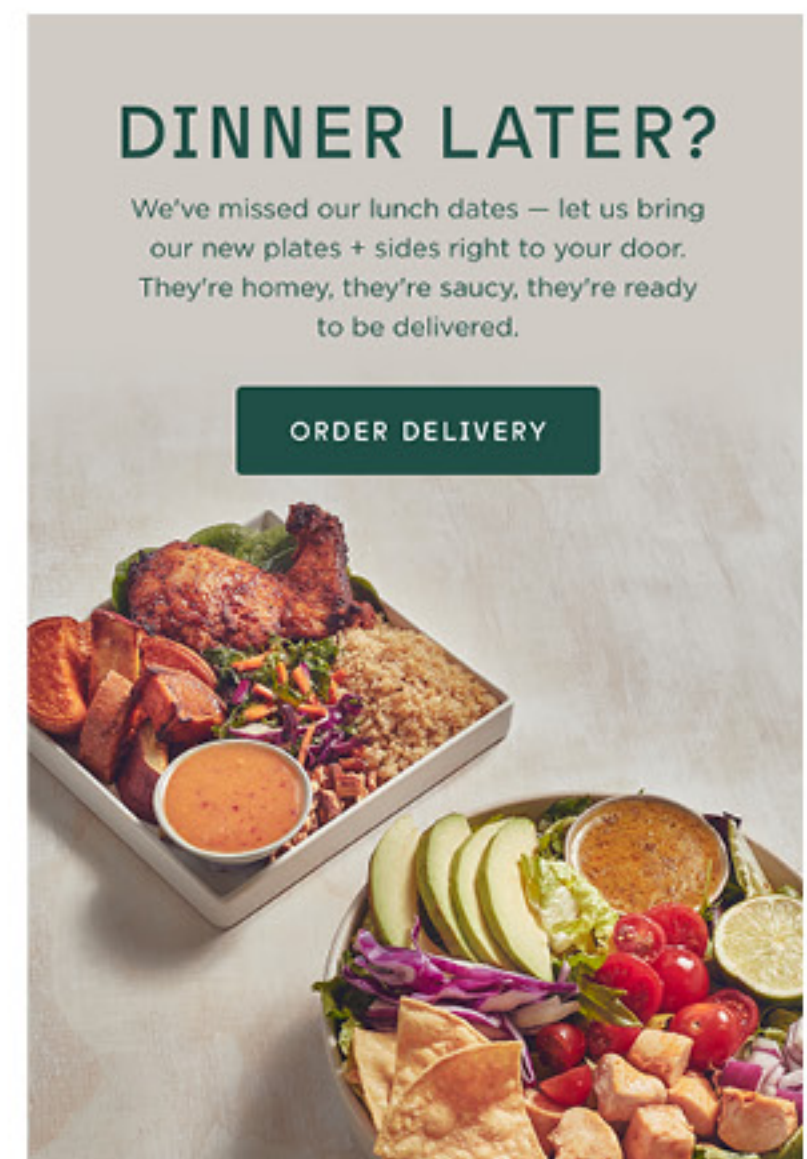 DINNER LATER?
We've missed our lunch dates — let us bring
our new plates + sides right to your door.
They're homey, they're saucy, they're ready
to be delivered.
ORDER DELIVERY